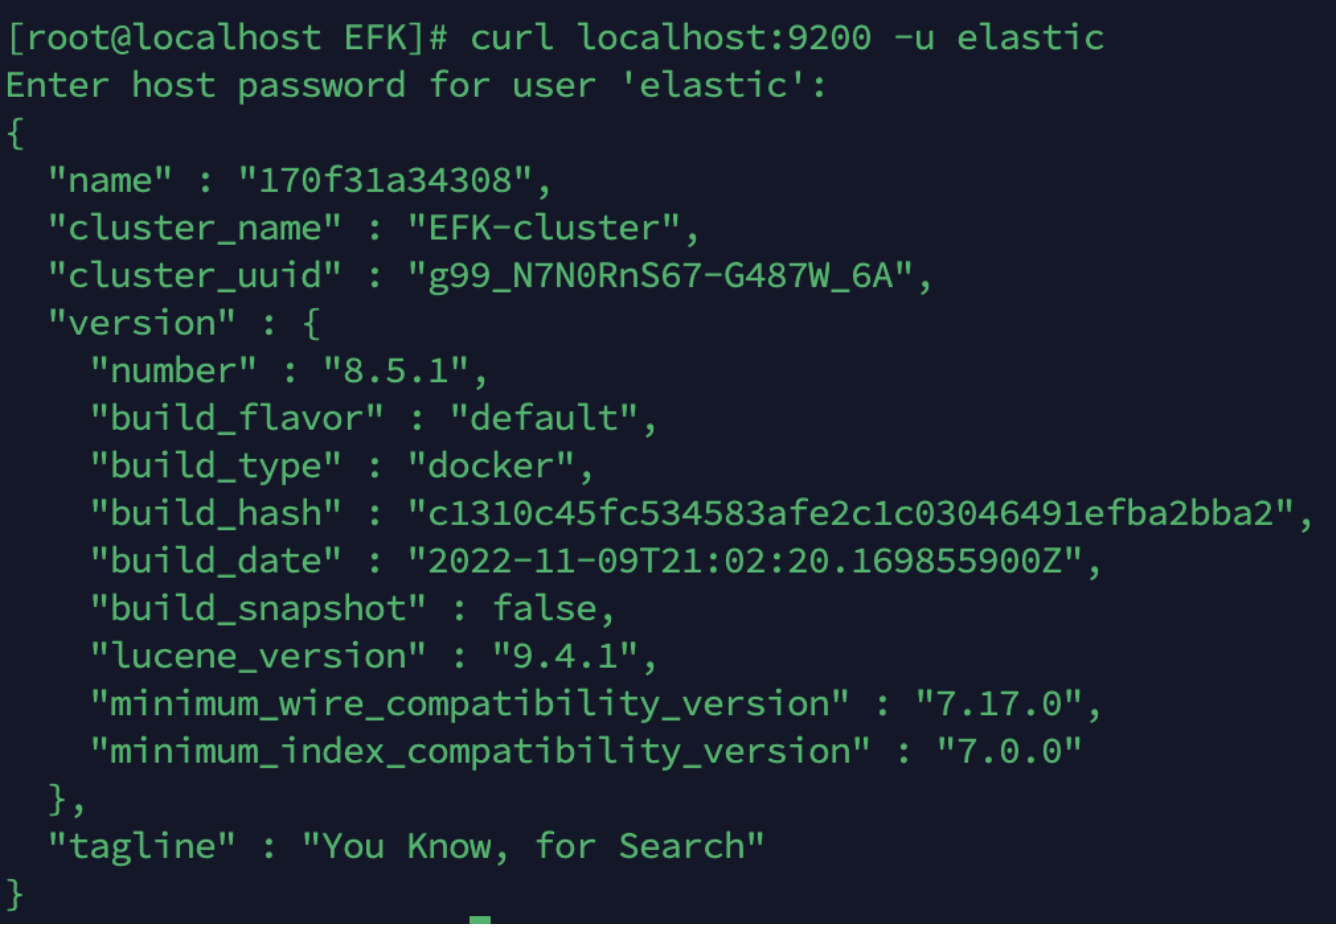 [root@localhost EFK]# curl localhost:9200 -u elastic
Enter host password for user 'elastic':
{
  "name" : "170f31a34308",
  "cluster_name" : "EFK-cluster",
  "cluster_uuid" : "g99_N7N0RnS67-G487W_6A",
  "version" : {
    "number" : "8.5.1",
    "build_flavor" : "default",
    "build_type" : "docker",
    "build_hash" : "c1310c45fc534583afe2c1c03046491efba2bba2",
    "build_date" : "2022-11-09T21:02:20.169855900Z",
    "build_snapshot" : false,
    "lucene_version" : "9.4.1",
    "minimum_wire_compatibility_version" : "7.17.0",
    "minimum_index_compatibility_version" : "7.0.0"
  },
  "tagline" : "You Know, for Search"
}